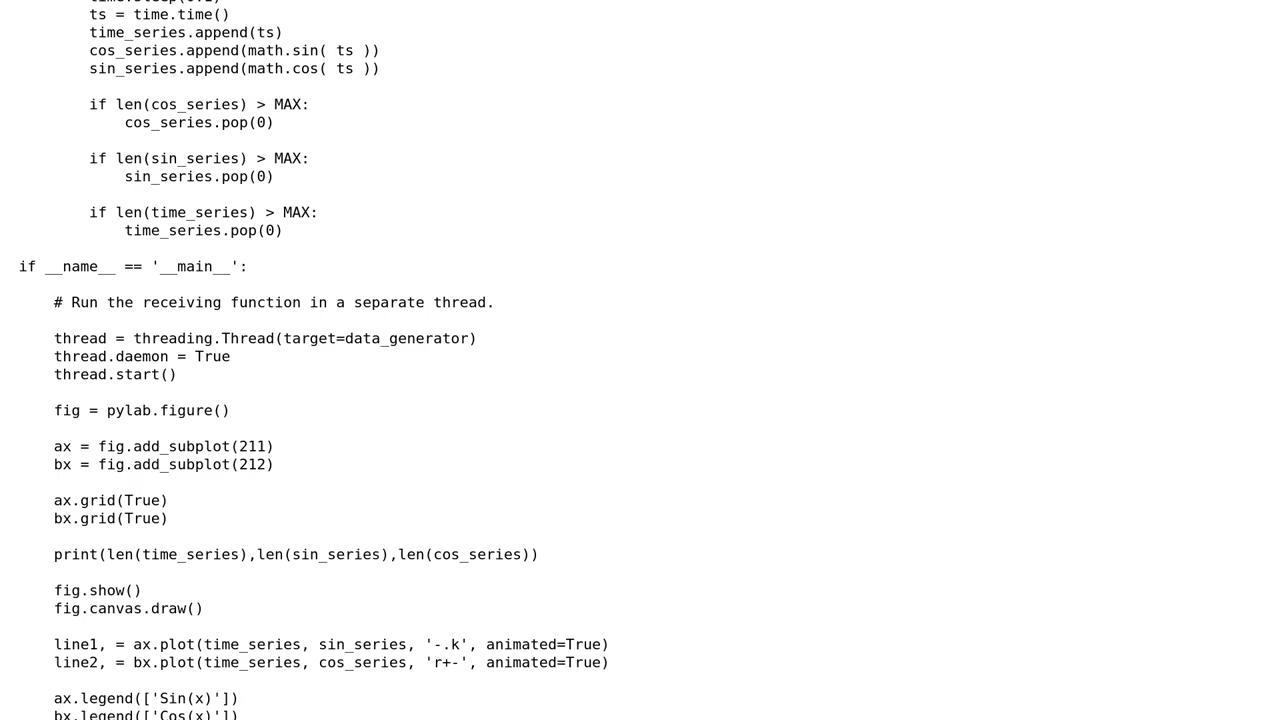 ts = time.time()
time_series.append(ts)
cos_series.append(math.sin( ts ))
sin_series.append(math.cos( ts ))
if len(cos_series) > MAX:
cos_series.pop(0)
if len(sin_series) > MAX:
sin_series.pop(0)
if len(time_series) > MAX:
time_series.pop(0)
if __name__ == '__main__':
# Run the receiving function in a separate thread.
thread = threading.Thread(target=data_generator)
thread.daemon = True
thread.start()
fig = pylab.figure()
ax = fig.add_subplot(211)
bx = fig.add_subplot(212)
ax.grid(True)
bx.grid(True)
print(len(time_series),len(sin_series),len(cos_series))
fig.show()
fig.canvas.draw()
line1, = ax.plot(time_series, sin_series, '-.k', animated=True)
line2, = bx.plot(time_series, cos_series, 'r+-', animated=True)
ax.legend(['Sin(x)'])
bx.legend(['Cos(x)'])